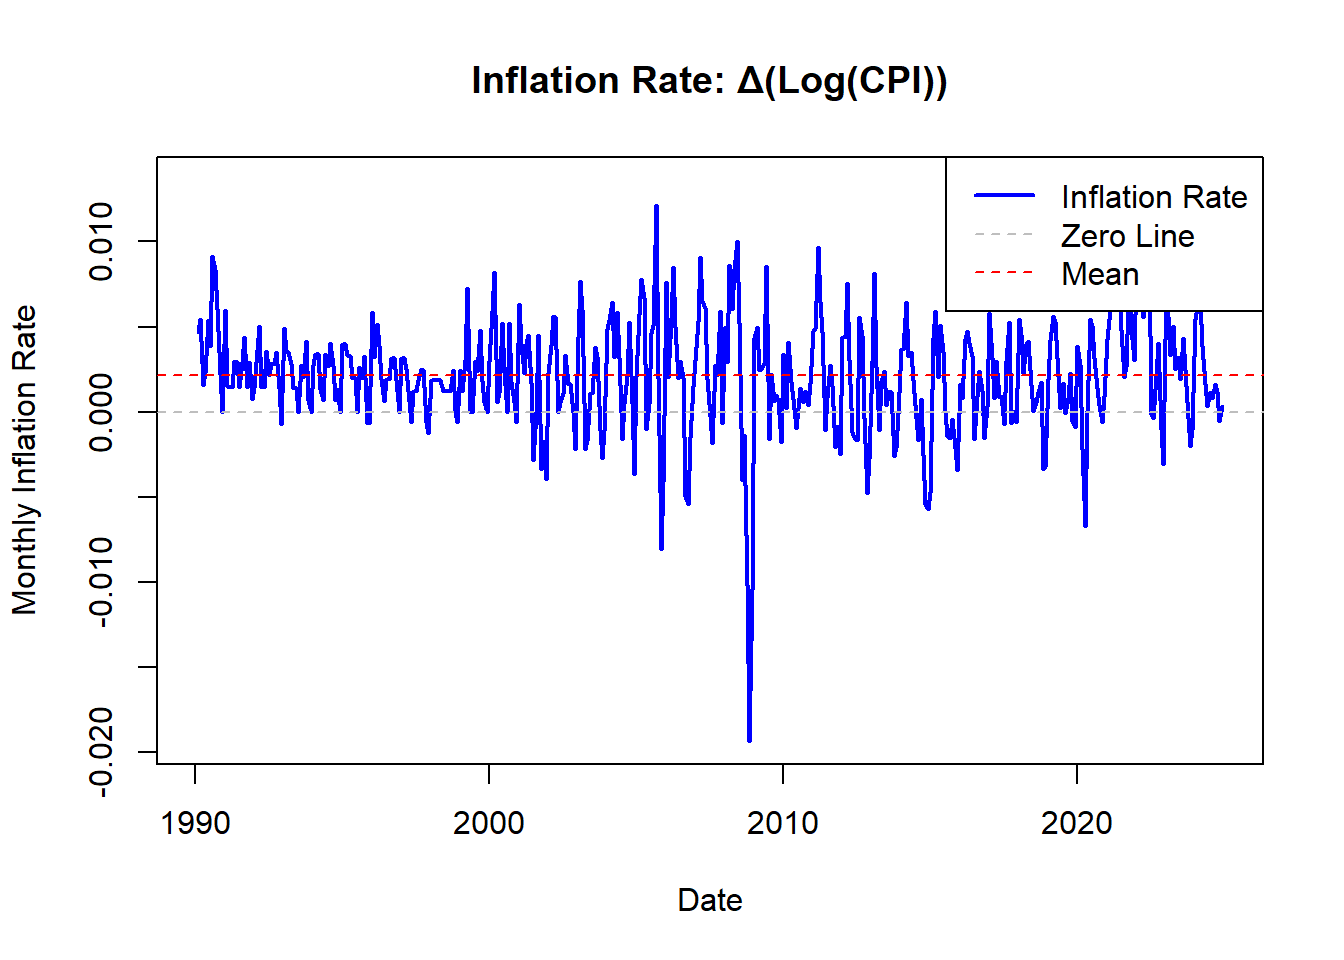 Inflation Rate: Δ(Log(CPI))
Inflation Rate
Zero Line
Mean
Monthly Inflation Rate
0.010
0.000
-0.010
-0.020
1990
2000
2010
2020
Date